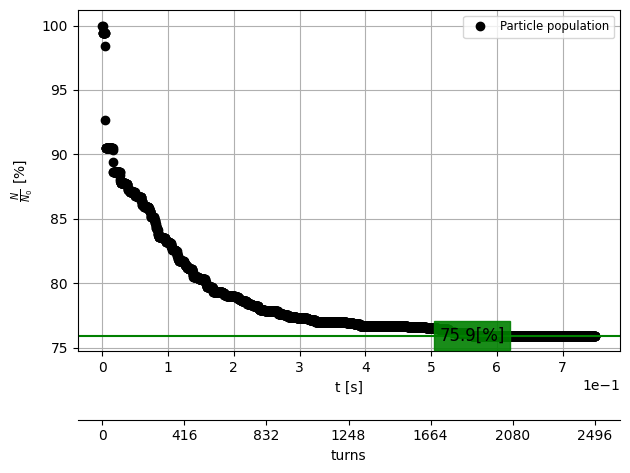 100
95
90
85
80
75
N/N₀ [%]
Particle population
75.9[%]
0 1 2 3 4 5 6 7
t [s]
1e−1
0 416 832 1248 1664 2080 2496
turns